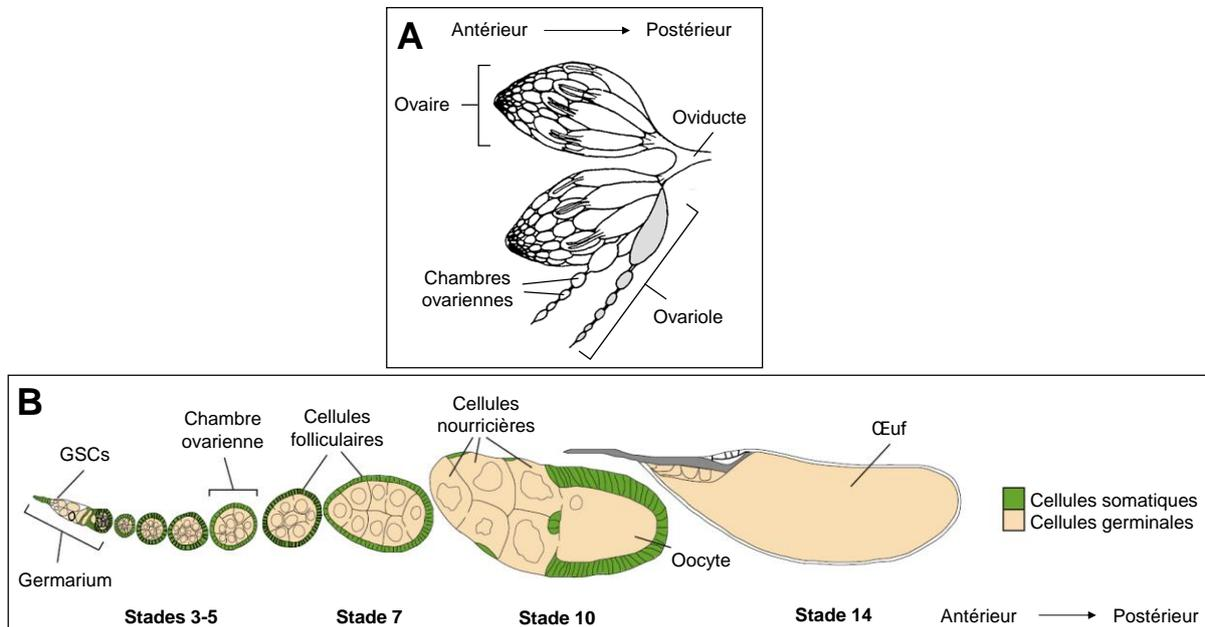 A
Antérieur
Postérieur
Ovaire
Oviducte
Chambres
ovariennes
Ovariole
B
GSCs
Chambre
ovarienne
Cellules
folliculaires
Cellules
nourricières
Œuf
Cellules somatiques
Cellules germinales
Oocyte
Germarium
Stades 3-5
Stade 7
Stade 10
Stade 14
Antérieur
Postérieur